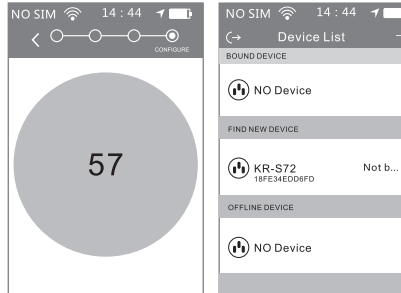 NO SIM 14 : 44
CONFIGURE
57
NO SIM 14 : 44
Device List
BOUND DEVICE
NO Device
FIND NEW DEVICE
KR-S72 Not b...
18FE34EDD6FD
OFFLINE DEVICE
NO Device